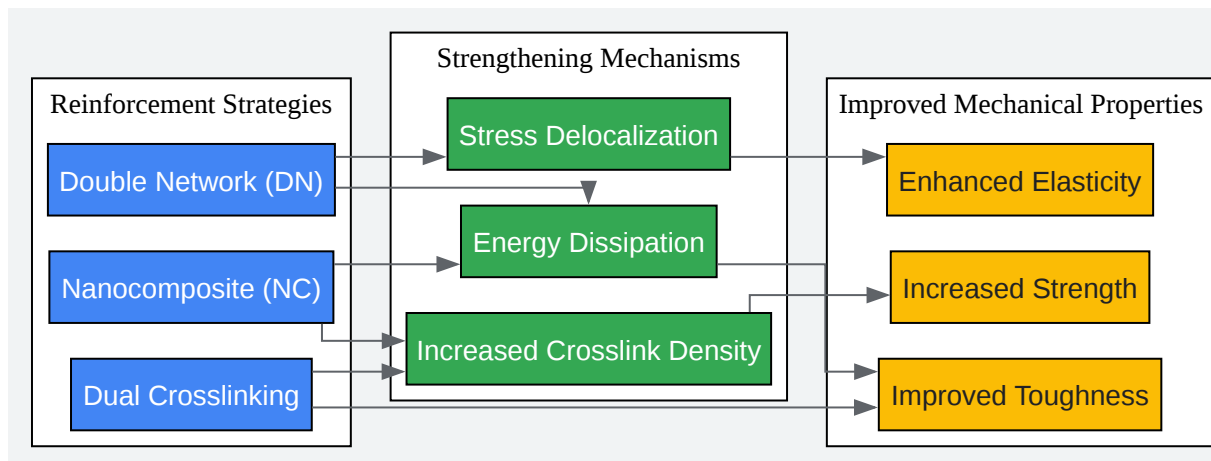 Reinforcement Strategies
Double Network (DN)
Nanocomposite (NC)
Dual Crosslinking
Strengthening Mechanisms
Stress Delocalization
Energy Dissipation
Increased Crosslink Density
Improved Mechanical Properties
Enhanced Elasticity
Increased Strength
Improved Toughness